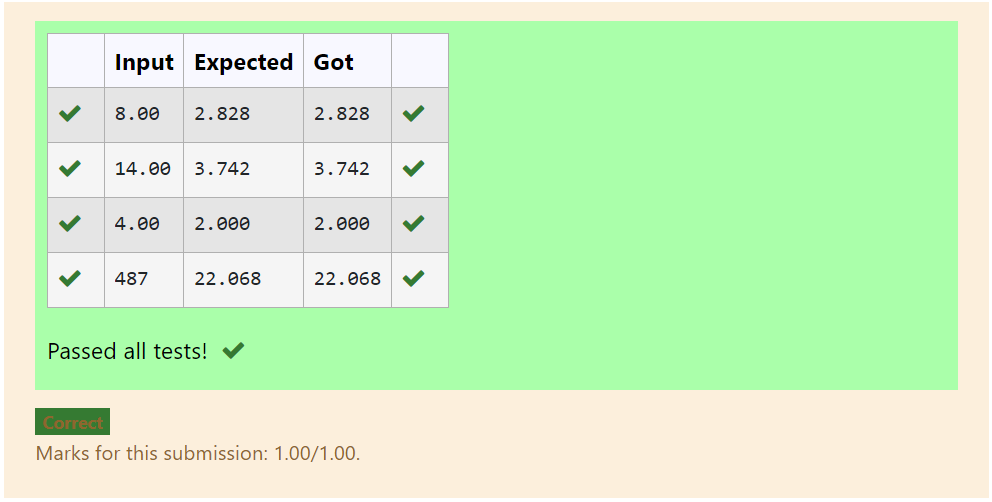 Input Expected Got
8.00 2.828 2.828
14.00 3.742 3.742
4.00 2.000 2.000
487 22.068 22.068
Passed all tests!
Correct
Marks for this submission: 1.00/1.00.